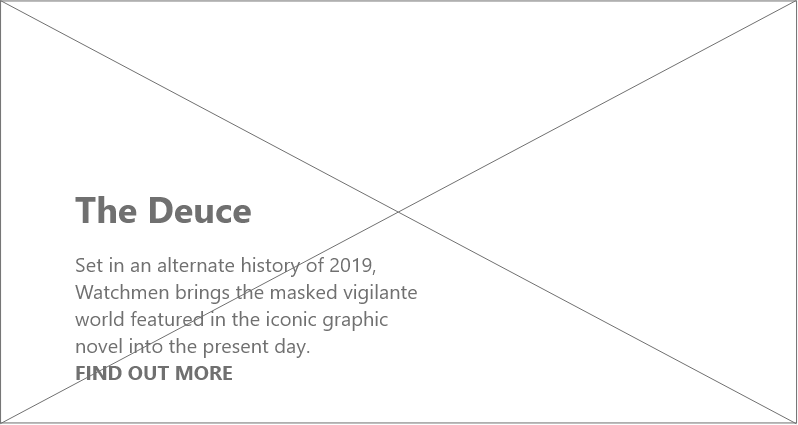 The Deuce
Set in an alternate history of 2019,
Watchmen brings the masked vigilante
world featured in the iconic graphic
novel into the present day.
FIND OUT MORE